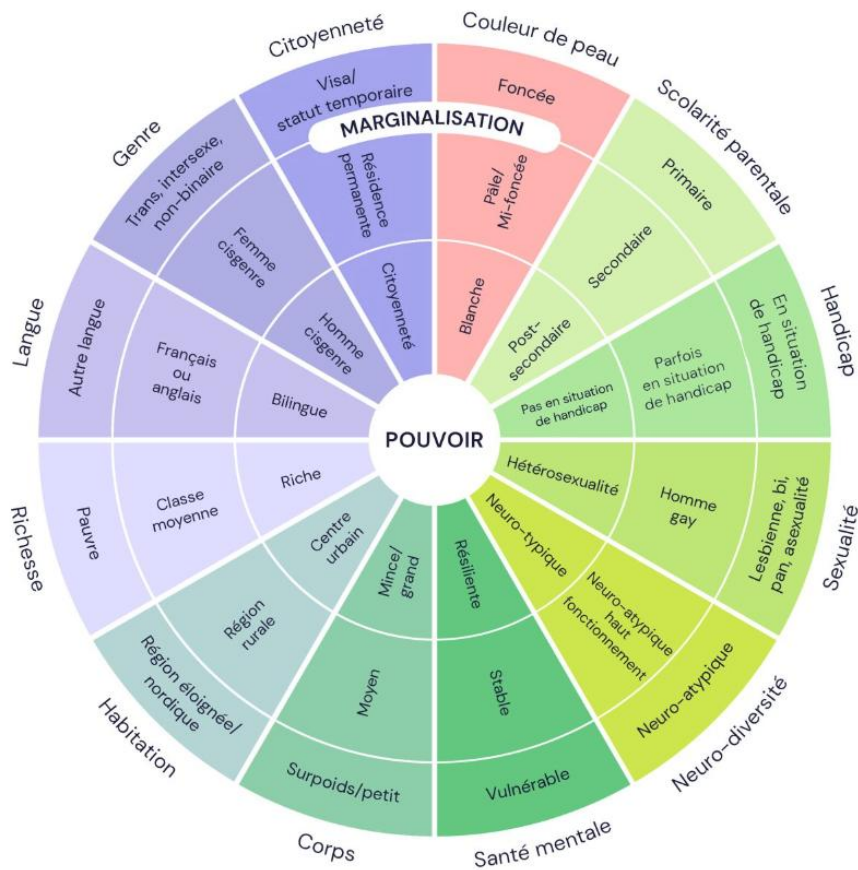 Citoyenneté
Visa/
statut temporaire
Résidence
permanente
Citoyenneté
Couleur de peau
Foncée
Pâle/
Mi-foncée
Blanche
Scolarité parentale
Primaire
Secondaire
Post-
secondaire
Handicap
En situation
de handicap
Parfois
en situation
de handicap
Pas en situation
de handicap
Sexualité
Lesbienne, bi,
pan, asexualité
Homme
gay
Hétérosexualité
Neuro-diversité
Neuro-atypique
Neuro-atypique
haut
fonctionnement
Neuro-typique
Santé mentale
Vulnérable
Stable
Résiliente
Corps
Surpoids/petit
Moyen
Mince/
grand
Habitation
Région éloignée/
nordique
Région
rurale
Centre
urbain
Richesse
Pauvre
Classe
moyenne
Riche
Langue
Autre langue
Français
ou
anglais
Bilingue
Genre
Trans, intersexe,
non-binaire
Femme
cisgenre
Homme
cisgenre
MARGINALISATION
POUVOIR